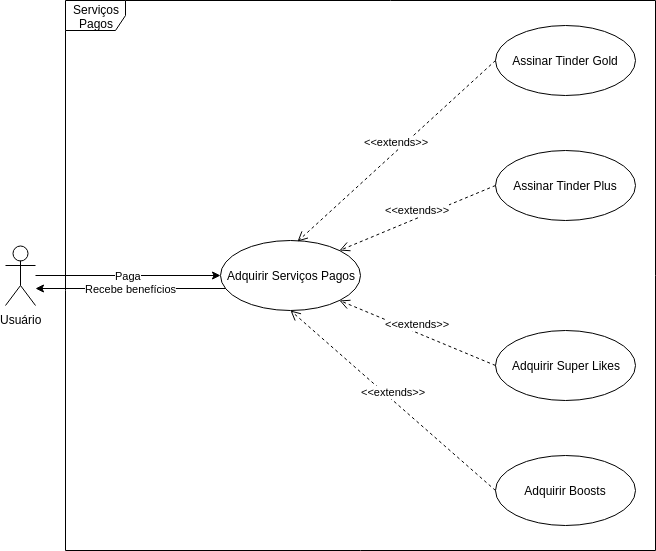 Serviços
Pagos
Assinar Tinder Gold
<<extends>>
Assinar Tinder Plus
<<extends>>
Adquirir Serviços Pagos
Paga
Recebe benefícios
Usuário
<<extends>>
Adquirir Super Likes
<<extends>>
Adquirir Boosts